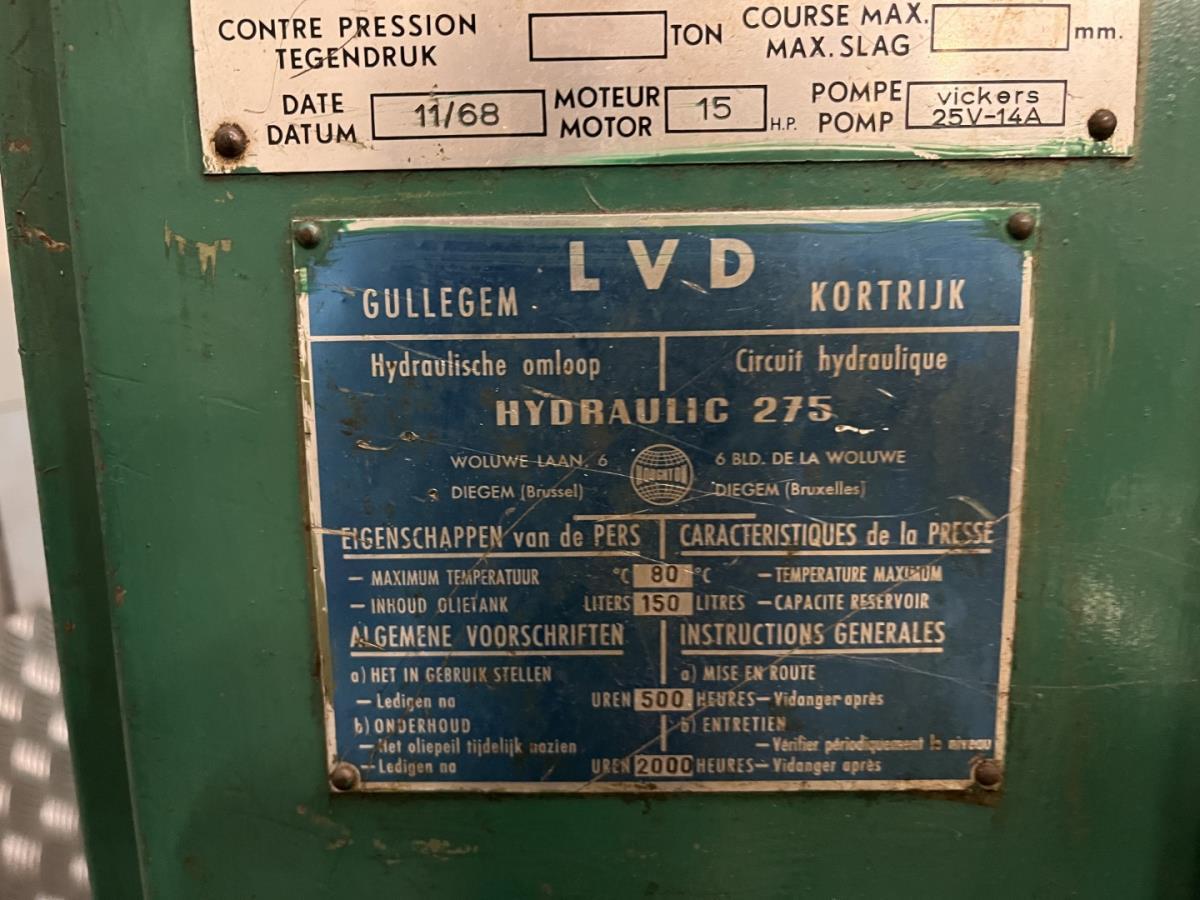 CONTRE PRESSION TEGENDRUK TON COURSE MAX. MAX. SLAG mm.
DATE DATUM 11/68 MOTEUR MOTOR 15 H.P. POMPE POMP vickers 25V-14A
LVD
GULLEGEM KORTRIJK
Hydraulische omloop Circuit hydraulique
HYDRAULIC 275
WOLUWE LAAN, 6 HOUGHTON 6 BLD. DE LA WOLUWE
DIEGEM (Brussel) DIEGEM (Bruxelles)
EIGENSCHAPPEN van de PERS CARACTERISTIQUES de la PRESSE
- MAXIMUM TEMPERATUUR °C 80 °C - TEMPERATURE MAXIMUM
- INHOUD OLIETANK LITERS 150 LITRES - CAPACITE RESERVOIR
ALGEMENE VOORSCHRIFTEN INSTRUCTIONS GENERALES
a) HET IN GEBRUIK STELLEN a) MISE EN ROUTE
- Ledigen na UREN 500 HEURES - Vidanger après
b) ONDERHOUD b) ENTRETIEN
- Het oliepeil tijdelijk nazien - Vérifier périodiquement le niveau
- Ledigen na UREN 2000 HEURES - Vidanger après